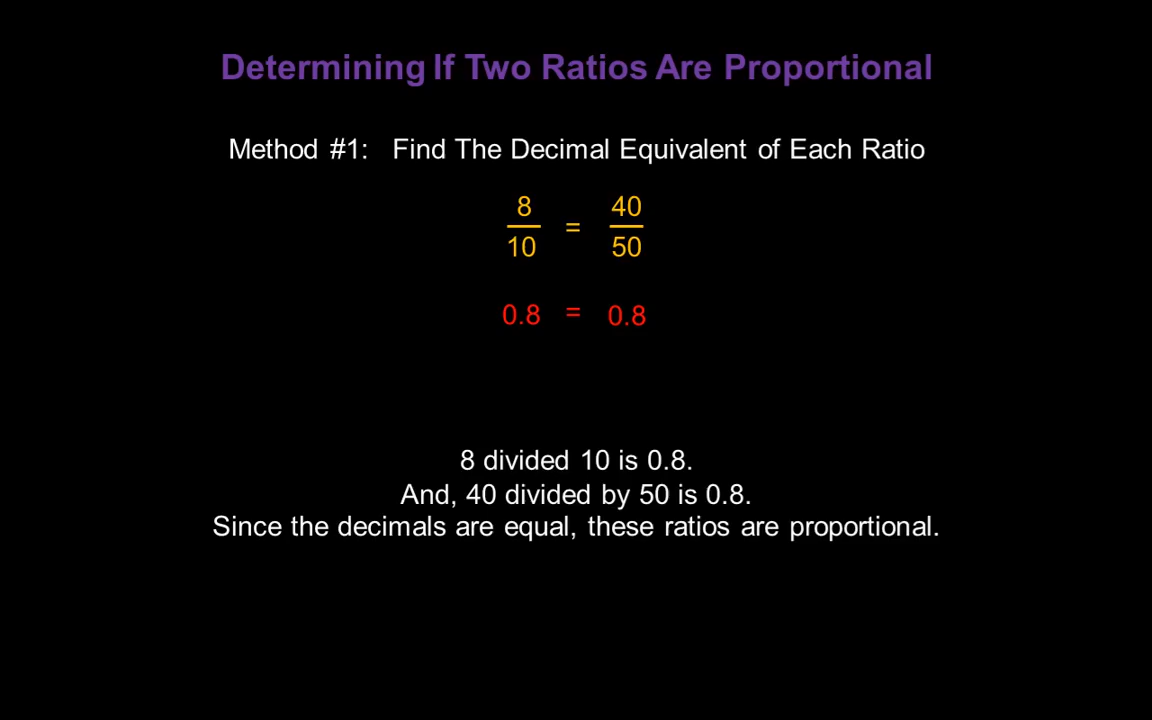 Determining If Two Ratios Are Proportional
Method #1: Find The Decimal Equivalent of Each Ratio
8/10 = 40/50
0.8 = 0.8
8 divided 10 is 0.8.
And, 40 divided by 50 is 0.8.
Since the decimals are equal, these ratios are proportional.